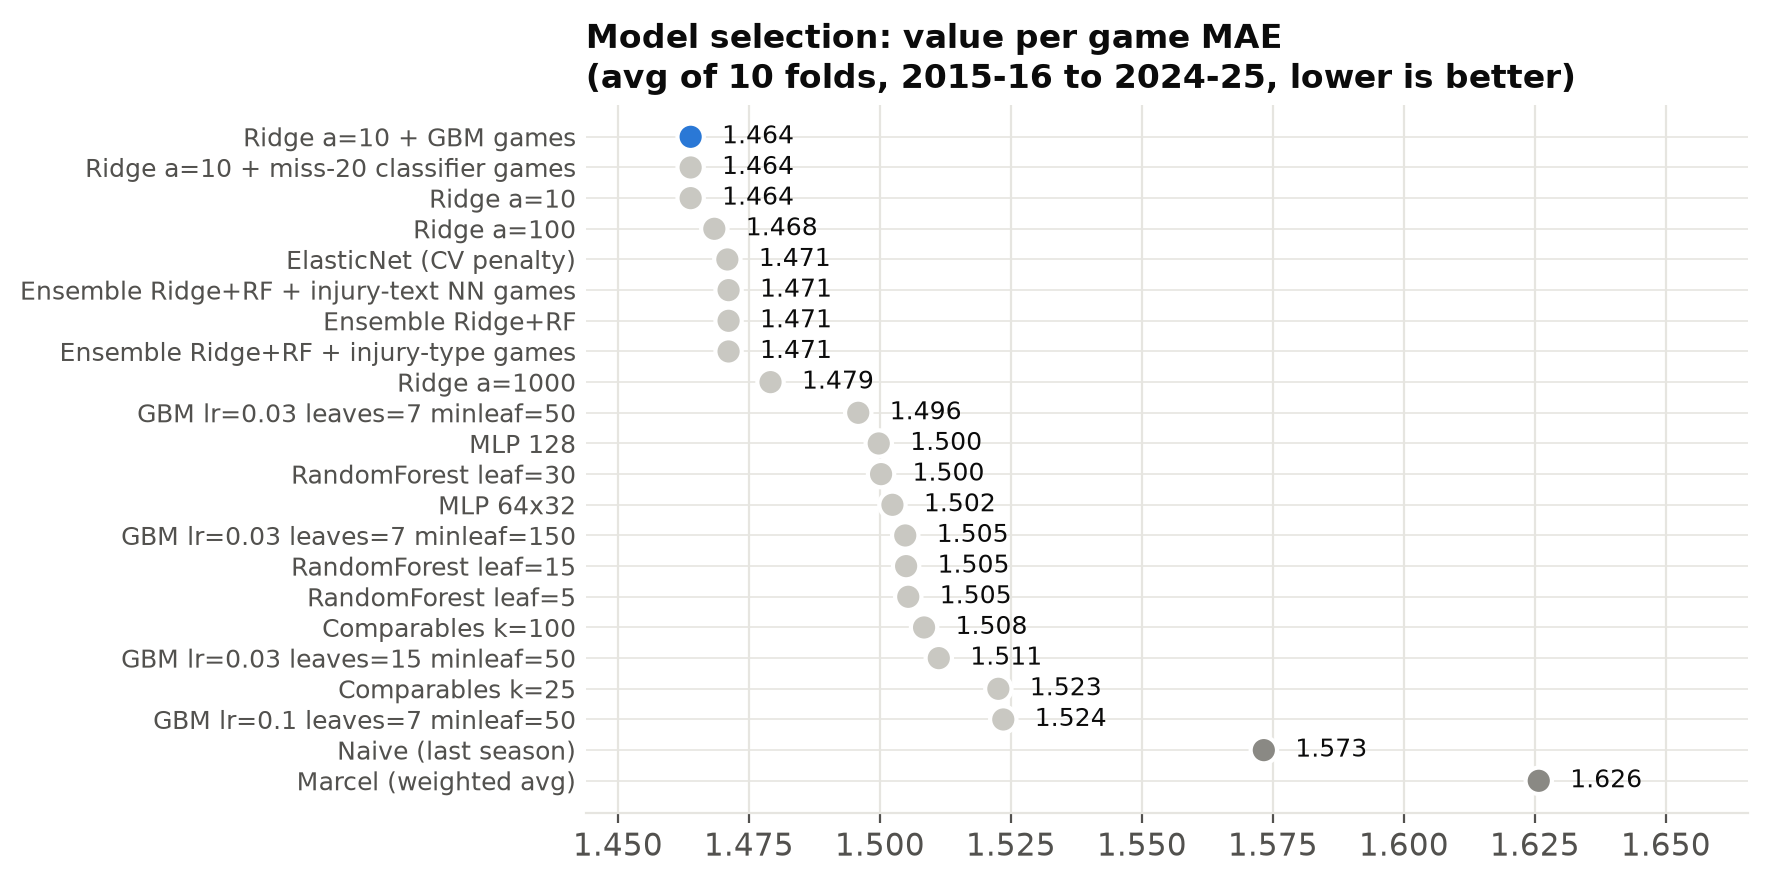 Model selection: value per game MAE
(avg of 10 folds, 2015-16 to 2024-25, lower is better)
Ridge a=10 + GBM games 1.464
Ridge a=10 + miss-20 classifier games 1.464
Ridge a=10 1.464
Ridge a=100 1.468
ElasticNet (CV penalty) 1.471
Ensemble Ridge+RF + injury-text NN games 1.471
Ensemble Ridge+RF 1.471
Ensemble Ridge+RF + injury-type games 1.471
Ridge a=1000 1.479
GBM lr=0.03 leaves=7 minleaf=50 1.496
MLP 128 1.500
RandomForest leaf=30 1.500
MLP 64x32 1.502
GBM lr=0.03 leaves=7 minleaf=150 1.505
RandomForest leaf=15 1.505
RandomForest leaf=5 1.505
Comparables k=100 1.508
GBM lr=0.03 leaves=15 minleaf=50 1.511
Comparables k=25 1.523
GBM lr=0.1 leaves=7 minleaf=50 1.524
Naive (last season) 1.573
Marcel (weighted avg) 1.626
1.450 1.475 1.500 1.525 1.550 1.575 1.600 1.625 1.650